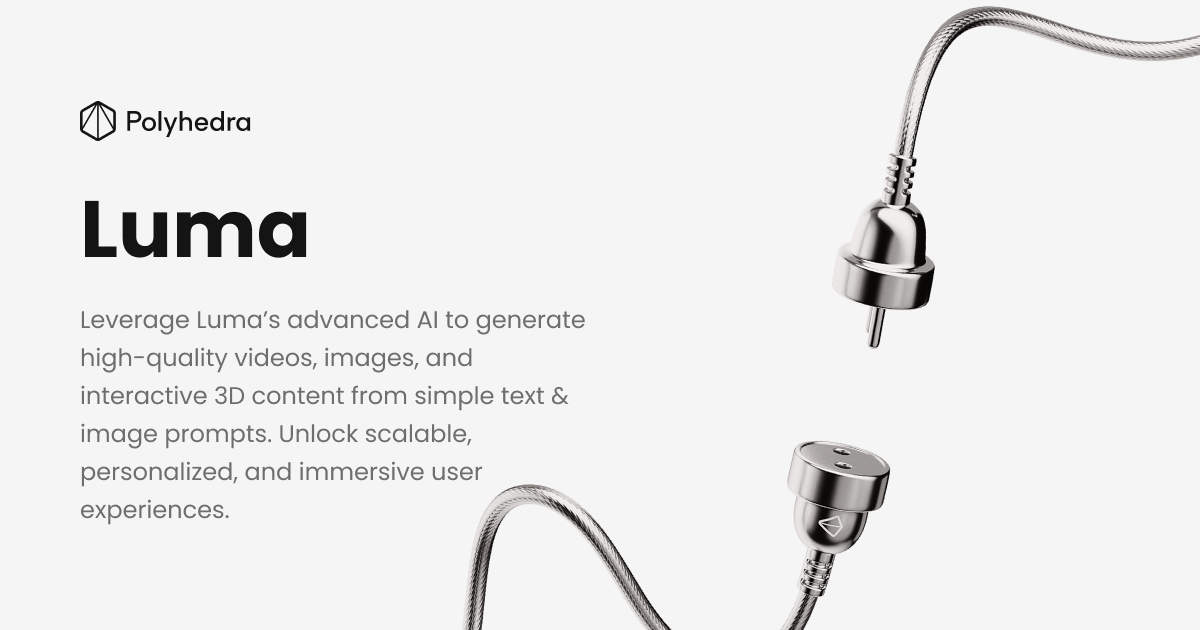 Polyhedra
Luma
Leverage Luma’s advanced AI to generate
high-quality videos, images, and
interactive 3D content from simple text &
image prompts. Unlock scalable,
personalized, and immersive user
experiences.